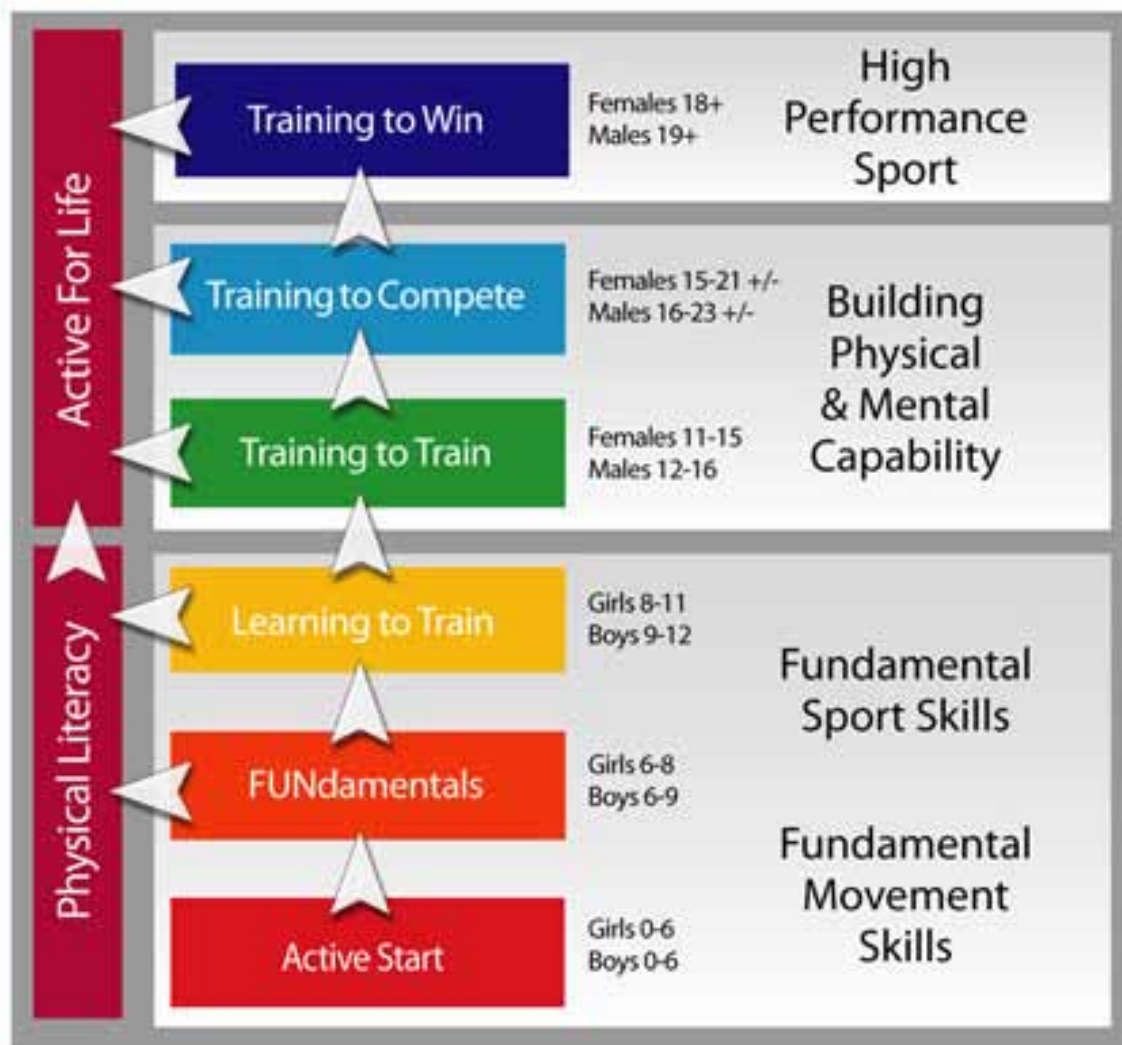 Active For Life
Physical Literacy
Training to Win
Females 18+
Males 19+
High
Performance
Sport
Training to Compete
Females 15-21 +/-
Males 16-23 +/-
Training to Train
Females 11-15
Males 12-16
Building
Physical
& Mental
Capability
Learning to Train
Girls 8-11
Boys 9-12
Fundamental
Sport Skills
FUNdamentals
Girls 6-8
Boys 6-9
Fundamental
Movement
Skills
Active Start
Girls 0-6
Boys 0-6